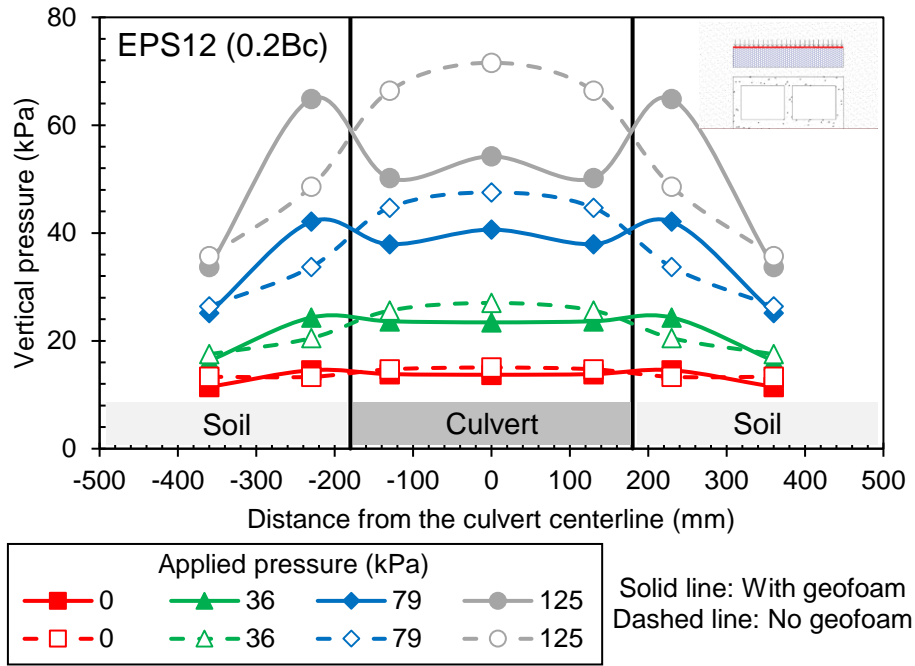 80
EPS12 (0.2Bc)
60
40
20
0
Vertical pressure (kPa)
Soil Culvert Soil
-500 -400 -300 -200 -100 0 100 200 300 400 500
Distance from the culvert centerline (mm)
Applied pressure (kPa)
0 36 79 125
0 36 79 125
Solid line: With geofoam
Dashed line: No geofoam